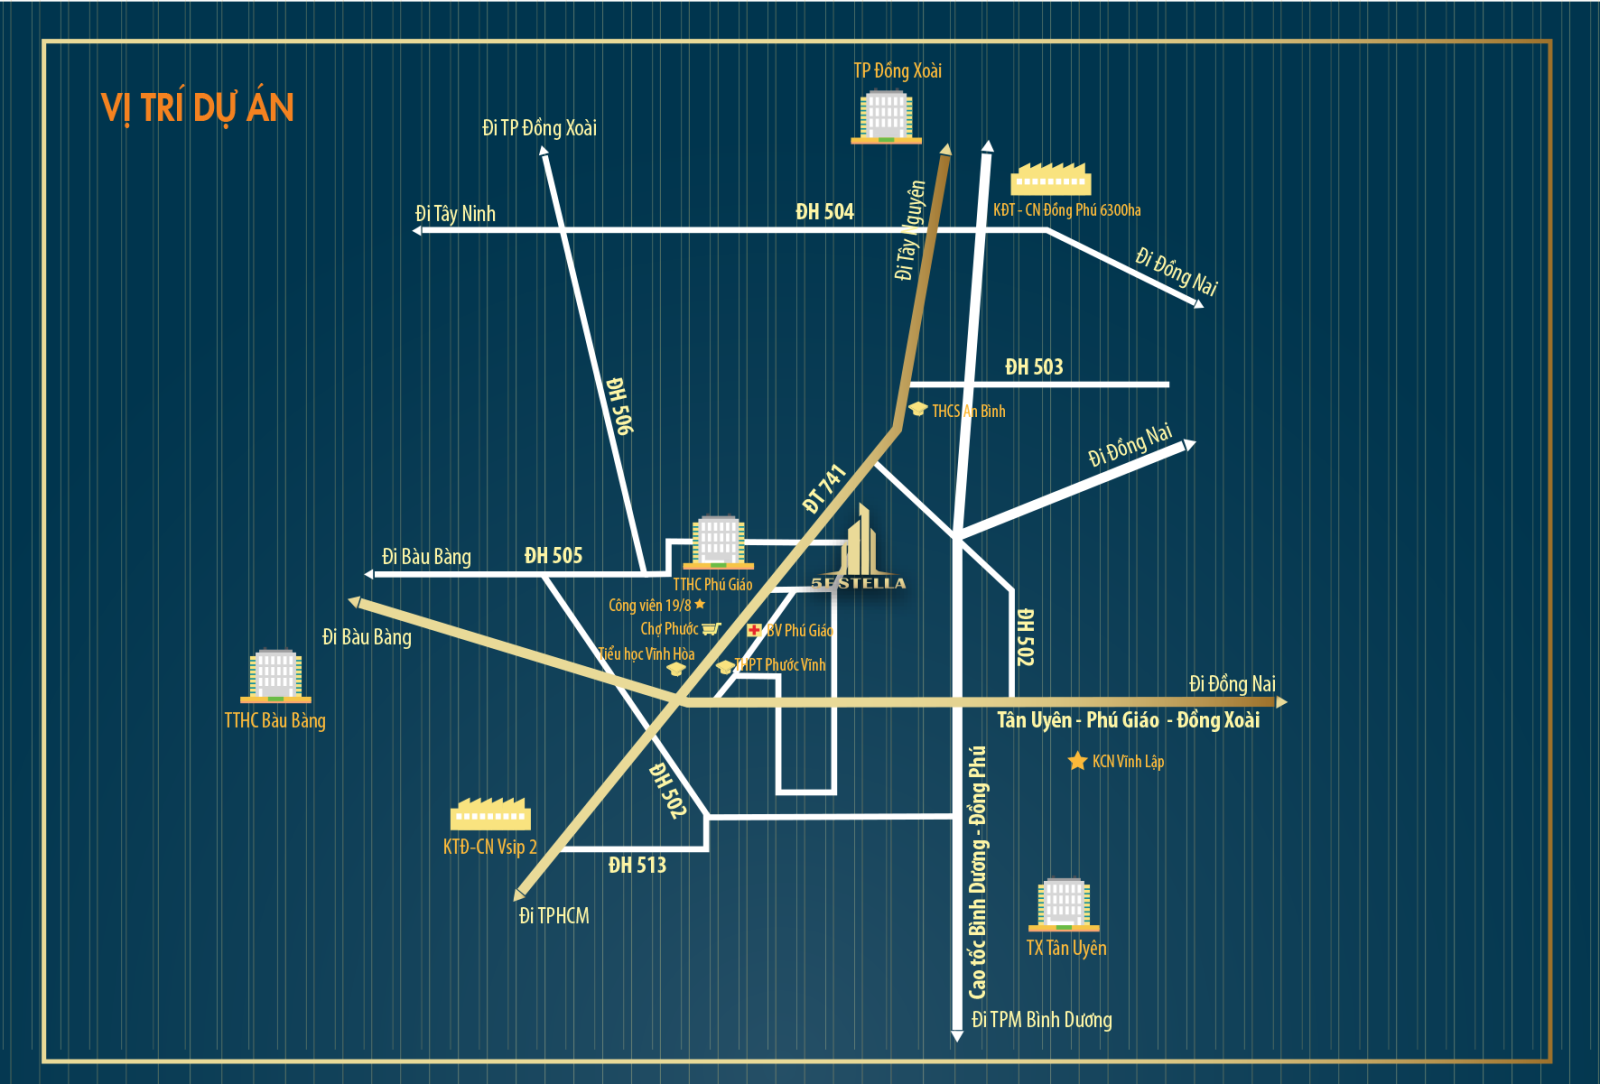 VỊ TRÍ DỰ ÁN
TP Đồng Xoài
Đi TP Đồng Xoài
Đi Tây Ninh
ĐH 504
Đi Tây Nguyên
KĐT - CN Đồng Phú 6300ha
Đi Đồng Nai
ĐH 503
THCS An Bình
ĐH 506
Đi Đồng Nai
ĐT 741
Đi Bàu Bàng
ĐH 505
TTHC Phú Giáo
5ESTELLA
Công viên 19/8
Chợ Phước
BV Phú Giáo
Đi Bàu Bàng
Tiểu học Vĩnh Hòa
THPT Phước Vĩnh
ĐH 502
Đi Đồng Nai
TTHC Bàu Bàng
Tân Uyên - Phú Giáo - Đồng Xoài
KCN Vĩnh Lập
ĐH 502
KTĐ-CN Vsip 2
ĐH 513
Cao tốc Bình Dương - Đồng Phú
Đi TPHCM
TX Tân Uyên
Đi TPM Bình Dương